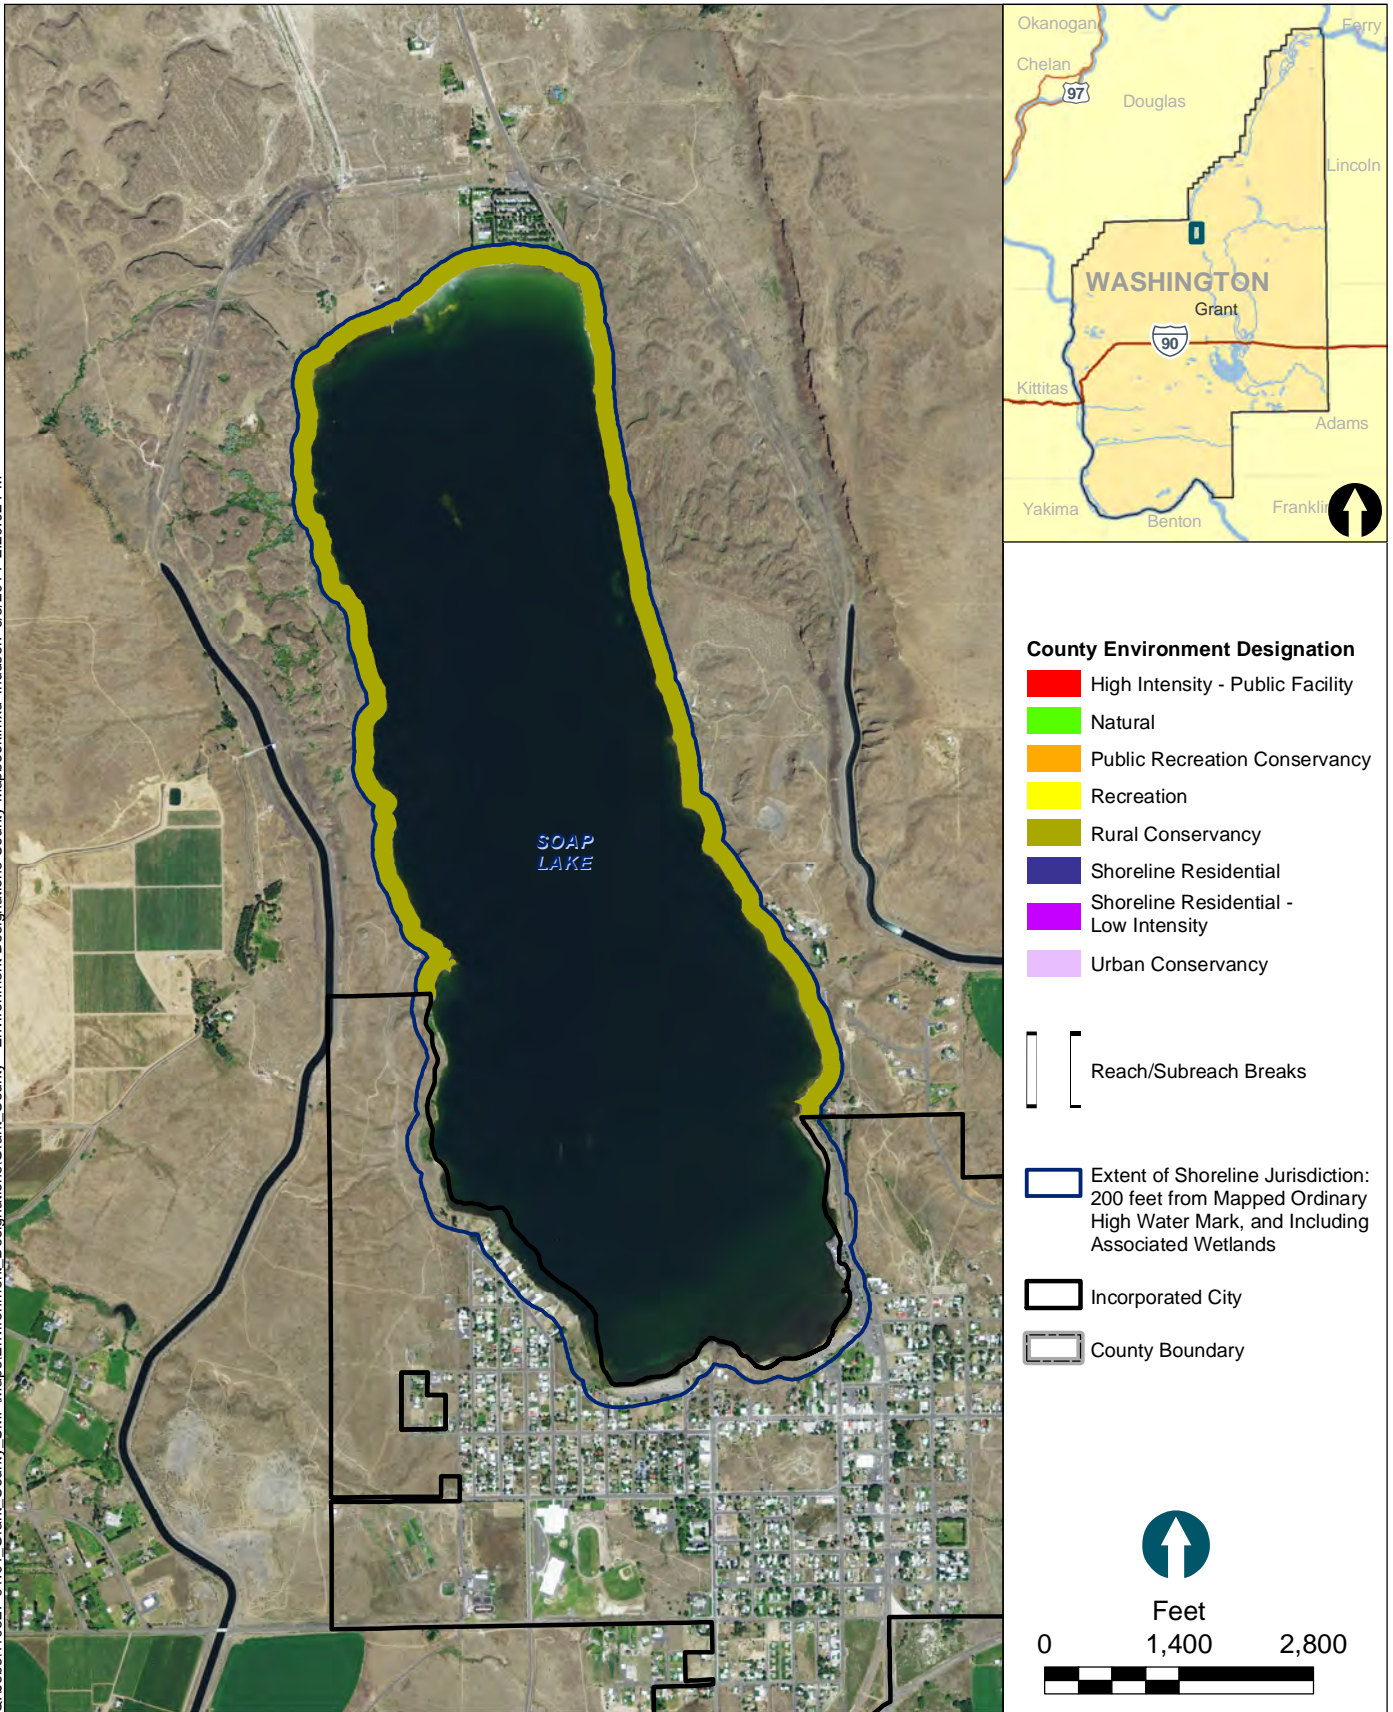 Okanogan
Ferry
Chelan
97
Douglas
Lincoln
WASHINGTON
Grant
90
Kittitas
Adams
Yakima
Benton
Franklin
SOAP
LAKE
County Environment Designation
High Intensity - Public Facility
Natural
Public Recreation Conservancy
Recreation
Rural Conservancy
Shoreline Residential
Shoreline Residential -
Low Intensity
Urban Conservancy
Reach/Subreach Breaks
Extent of Shoreline Jurisdiction:
200 feet from Mapped Ordinary
High Water Mark, and Including
Associated Wetlands
Incorporated City
County Boundary
Feet
0 1,400 2,800